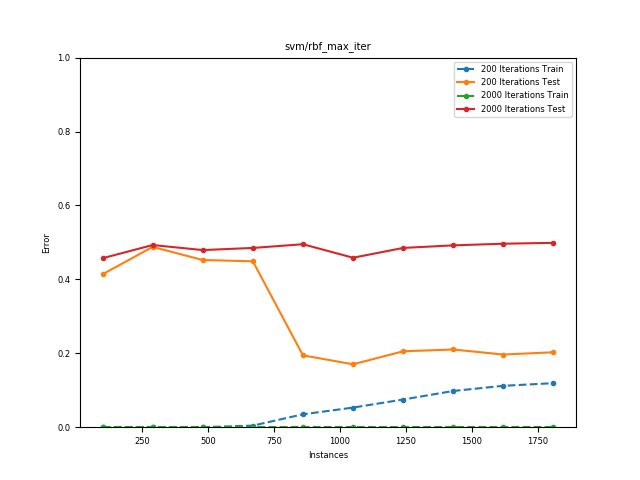 svm/rbf_max_iter
1.0
0.8
0.6
0.4
0.2
0.0
Error
250
500
750
1000
1250
1500
1750
Instances
200 Iterations Train
200 Iterations Test
2000 Iterations Train
2000 Iterations Test